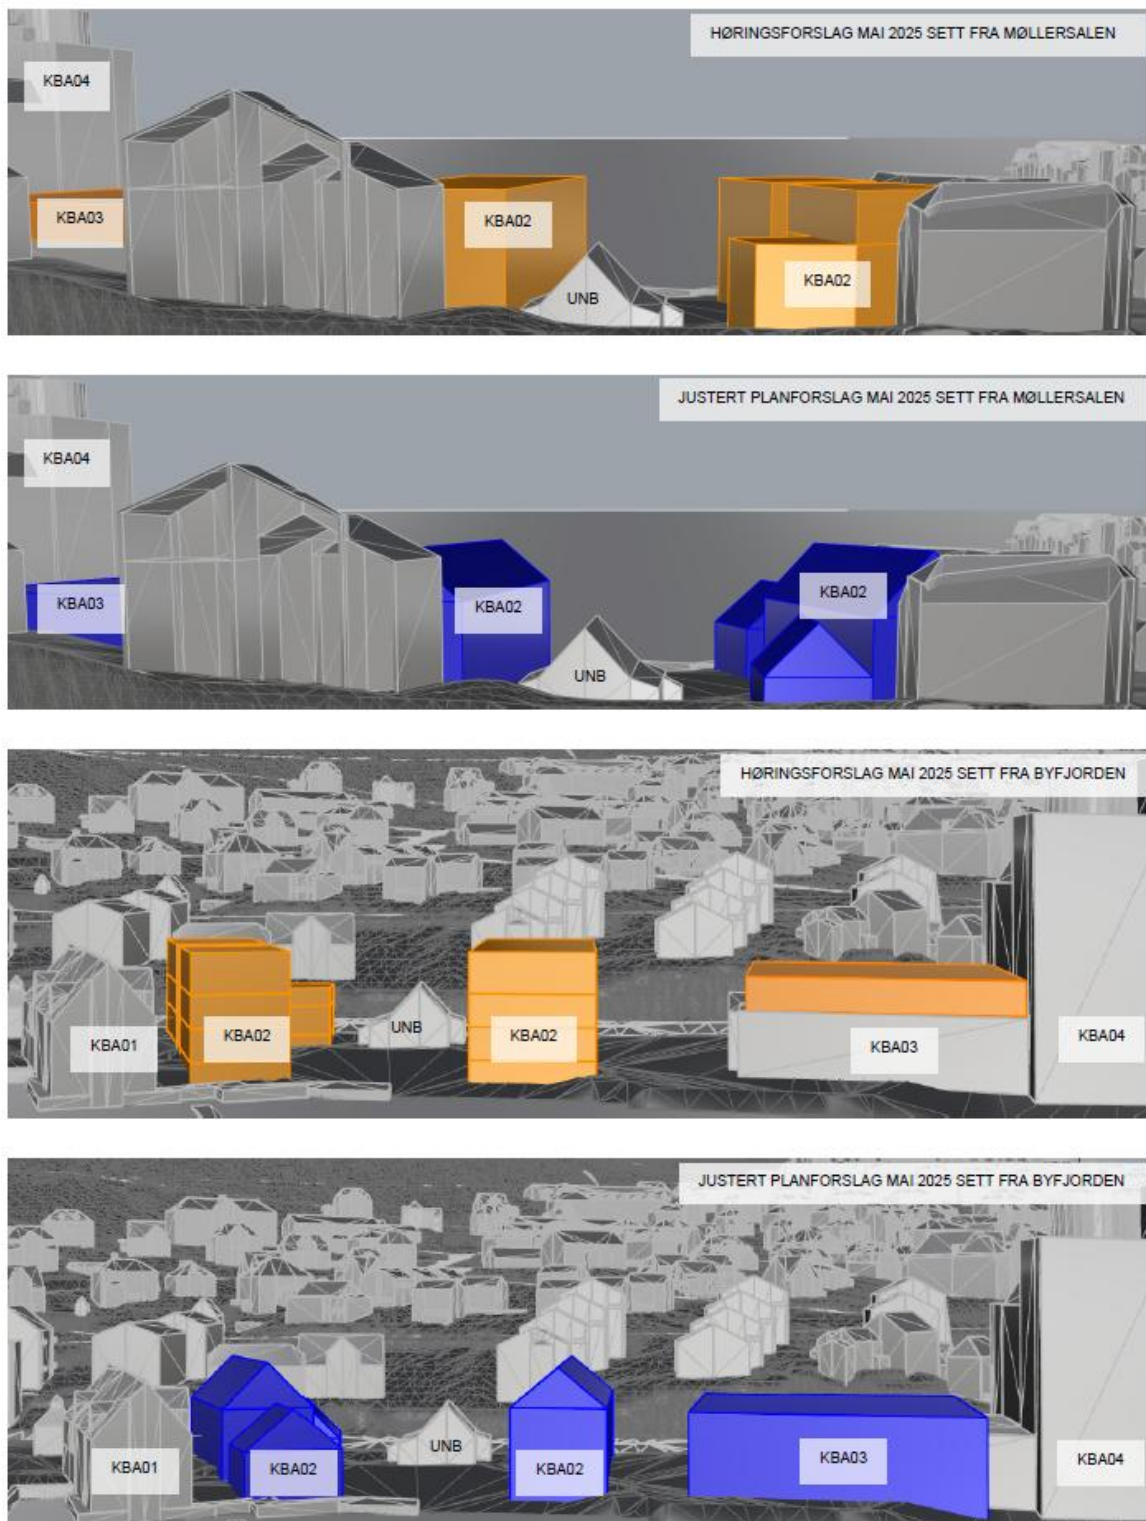 HØRINGSFORSLAG MAI 2025 SETT FRA MØLLERSALEN
KBA04
KBA03
KBA02
UNB
KBA02
JUSTERT PLANFORSLAG MAI 2025 SETT FRA MØLLERSALEN
KBA04
KBA03
KBA02
KBA02
UNB
HØRINGSFORSLAG MAI 2025 SETT FRA BYFJORDEN
KBA01
KBA02
UNB
KBA02
KBA03
KBA04
JUSTERT PLANFORSLAG MAI 2025 SETT FRA BYFJORDEN
KBA01
KBA02
UNB
KBA02
KBA03
KBA04